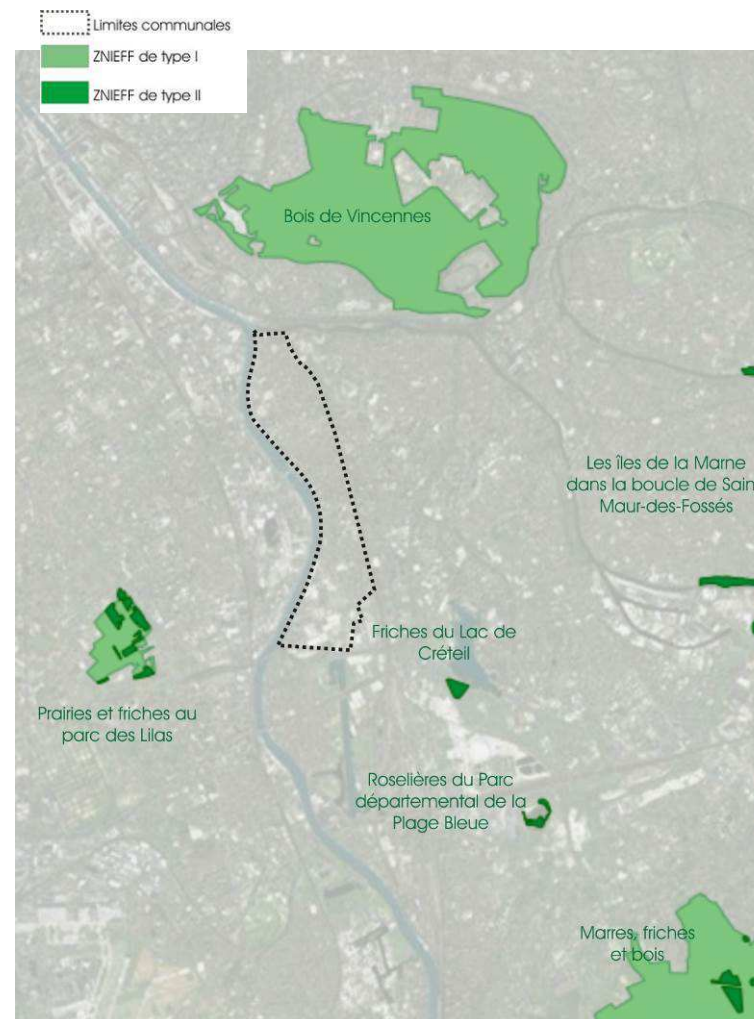 Limites communales
ZNIEFF de type I
ZNIEFF de type II
Bois de Vincennes
Les îles de la Marne
dans la boucle de Sain
Maur-des-Fossés
Friches du Lac de
Créteil
Prairies et friches au
parc des Lilas
Roselières du Parc
départemental de la
Plage Bleue
Marres, friches
et bois